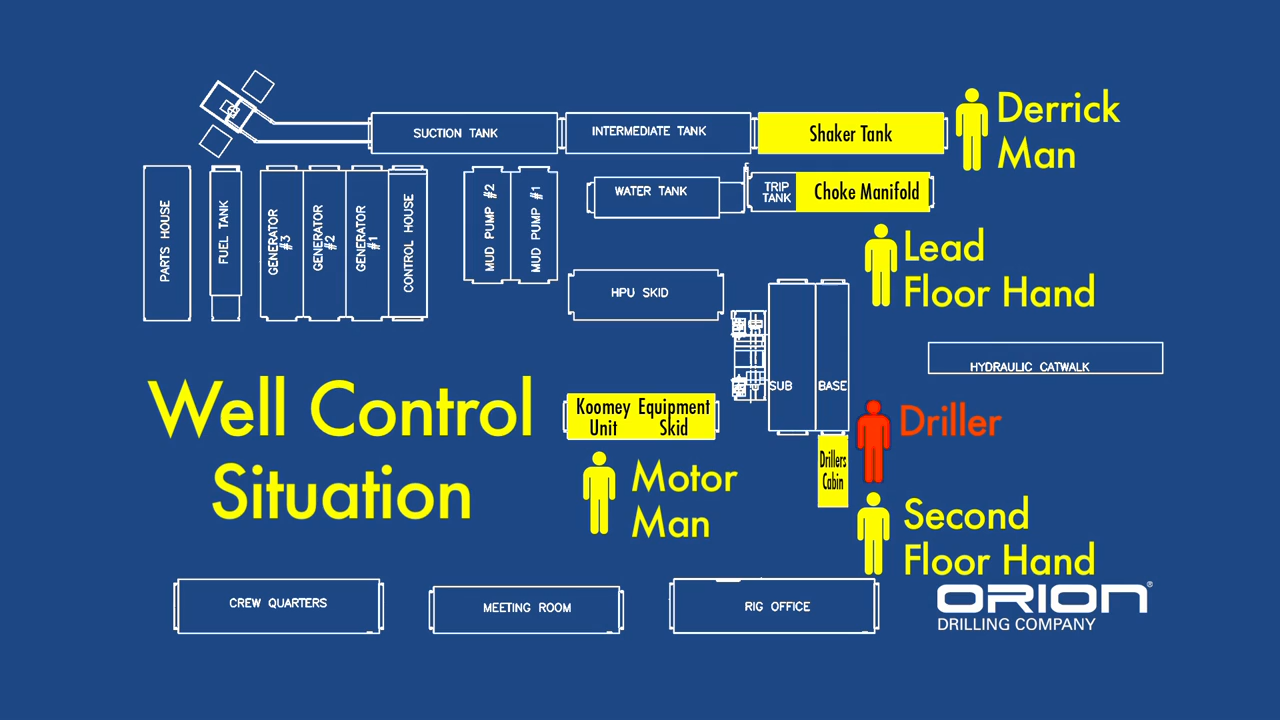 Derrick
Man
SUCTION TANK
INTERMEDIATE TANK
Shaker Tank
WATER TANK
TRIP
TANK
Choke Manifold
PARTS HOUSE
FUEL TANK
GENERATOR
#3
GENERATOR
#2
GENERATOR
#1
CONTROL HOUSE
MUD PUMP #2
MUD PUMP #1
Lead
Floor Hand
HPU SKID
HYDRAULIC CATWALK
SUB BASE
Well Control
Situation
Koomey Equipment
Unit Skid
Driller
Drillers
Cabin
Motor
Man
Second
Floor Hand
CREW QUARTERS
MEETING ROOM
RIG OFFICE
ORION®
DRILLING COMPANY